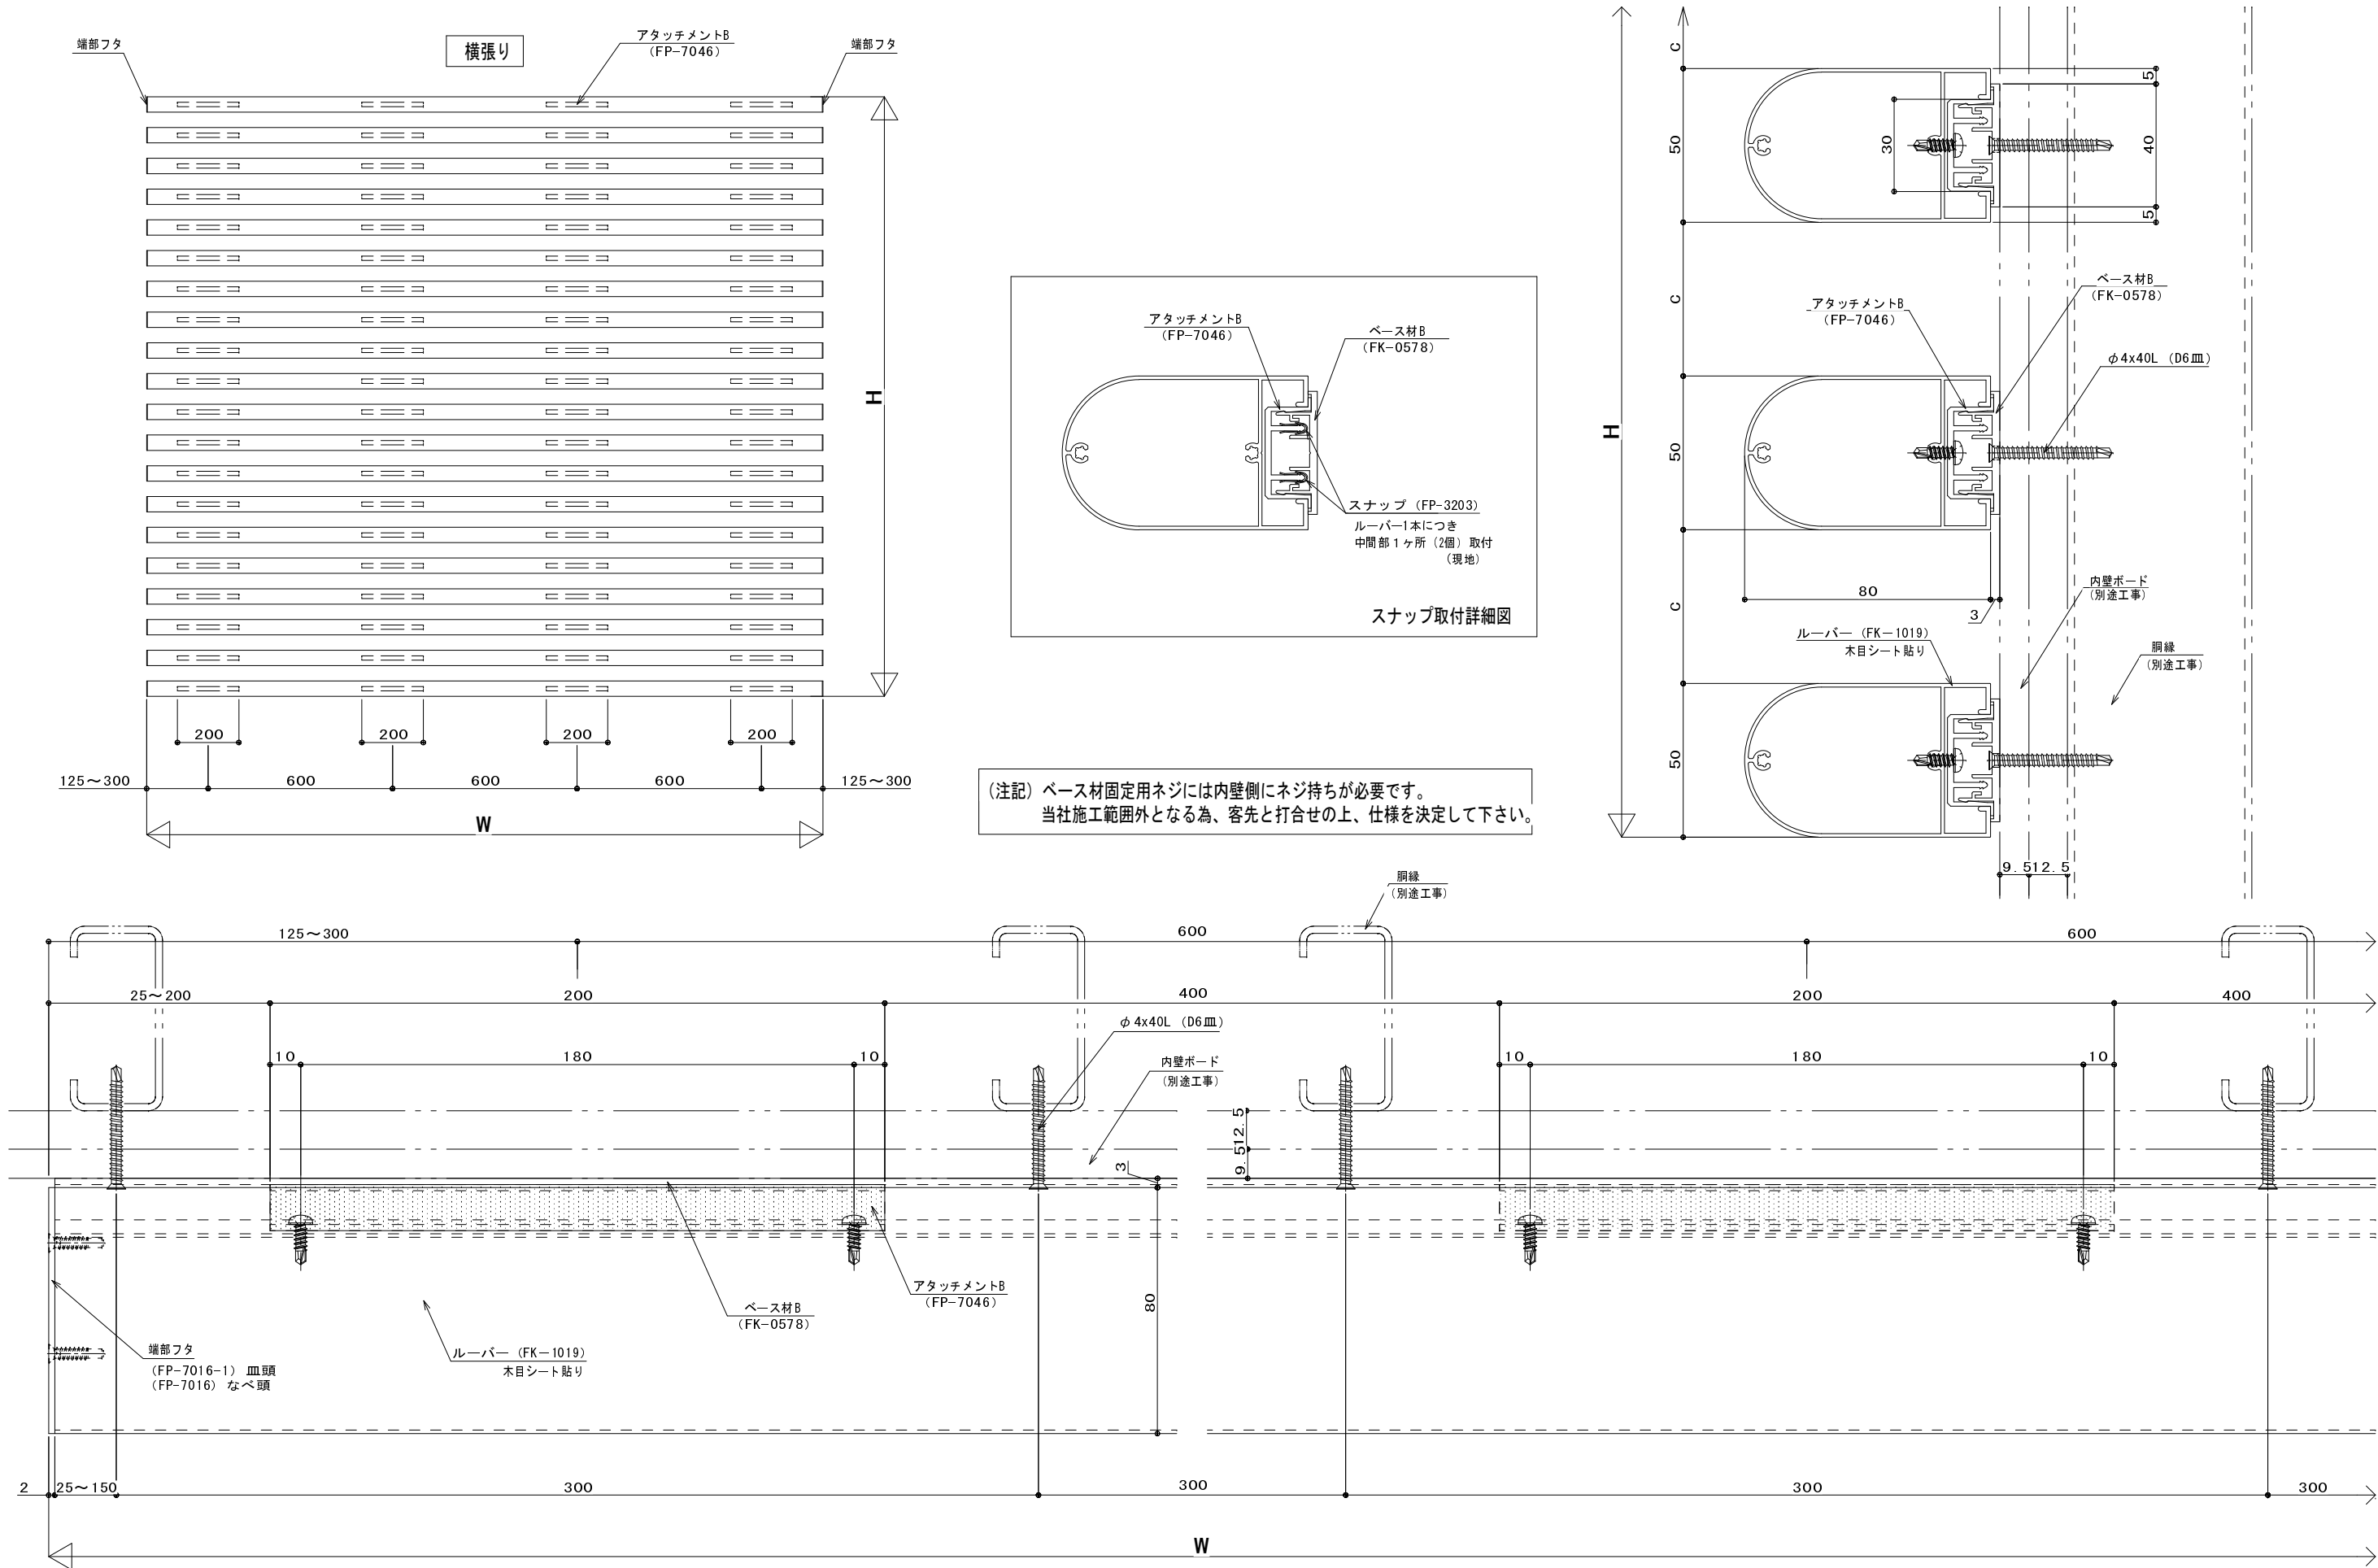 横張り
端部フタ
アタッチメントB
(FP-7046)
端部フタ
H
200
200
200
200
125～300
600
600
600
125～300
W
アタッチメントB
(FP-7046)
ベース材B
(FK-0578)
スナップ (FP-3203)
ルーバー1本につき
中間部1ヶ所 (2個) 取付
(現地)
スナップ取付詳細図
(注記) ベース材固定用ネジには内壁側にネジ持ちが必要です。
当社施工範囲外となる為、客先と打合せの上、仕様を決定して下さい。
H
C
50
C
50
C
50
30
5
40
5
アタッチメントB
(FP-7046)
ベース材B
(FK-0578)
φ4x40L (D6皿)
80
3
内壁ボード
(別途工事)
ルーバー (FK-1019)
木目シート貼り
胴縁
(別途工事)
9.5
12.5
胴縁
(別途工事)
125～300
600
600
25～200
200
400
200
400
φ4x40L (D6皿)
10
180
10
内壁ボード
(別途工事)
10
180
10
12.5
9.5
3
80
アタッチメントB
(FP-7046)
ベース材B
(FK-0578)
ルーバー (FK-1019)
木目シート貼り
端部フタ
(FP-7016-1) 皿頭
(FP-7016) なべ頭
2
25～150
300
300
300
300
W